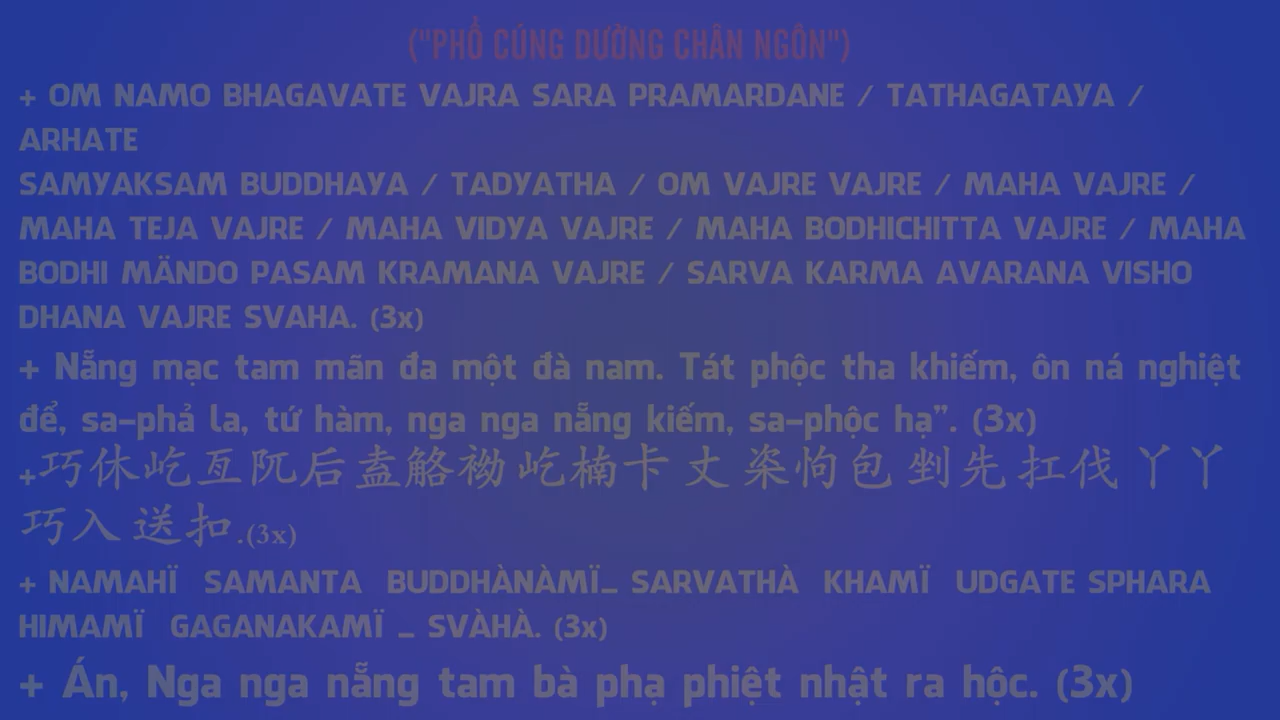 ("PHỔ CÚNG DƯỜNG CHÂN NGÔN")
+ OM NAMO BHAGAVATE VAJRA SARA PRAMARDANE / TATHAGATAYA /
ARHATE
SAMYAKSAM BUDDHAYA / TADYATHA / OM VAJRE VAJRE / MAHA VAJRE /
MAHA TEJA VAJRE / MAHA VIDYA VAJRE / MAHA BODHICHITTA VAJRE / MAHA
BODHI MÄNDO PASAM KRAMANA VAJRE / SARVA KARMA AVARANA VISHO
DHANA VAJRE SVAHA. (3x)
+ Nẵng mạc tam mãn đa một đà nam. Tát phộc tha khiếm, ôn ná nghiệt
để, sa-phả la, tứ hàm, nga nga nẵng kiếm, sa-phộc hạ”. (3x)
+巧休屹亙阢后盍觡袎屹楠卡丈栥怐包剉先扛伐丫丫
巧入送扣.(3x)
+ NAMAHÏ SAMANTA BUDDHÀNÀMÏ_ SARVATHÀ KHAMÏ UDGATE SPHARA
HIMAMÏ GAGANAKAMÏ _ SVÀHÀ. (3x)
+ Án, Nga nga nẵng tam bà phạ phiệt nhật ra hộc. (3x)